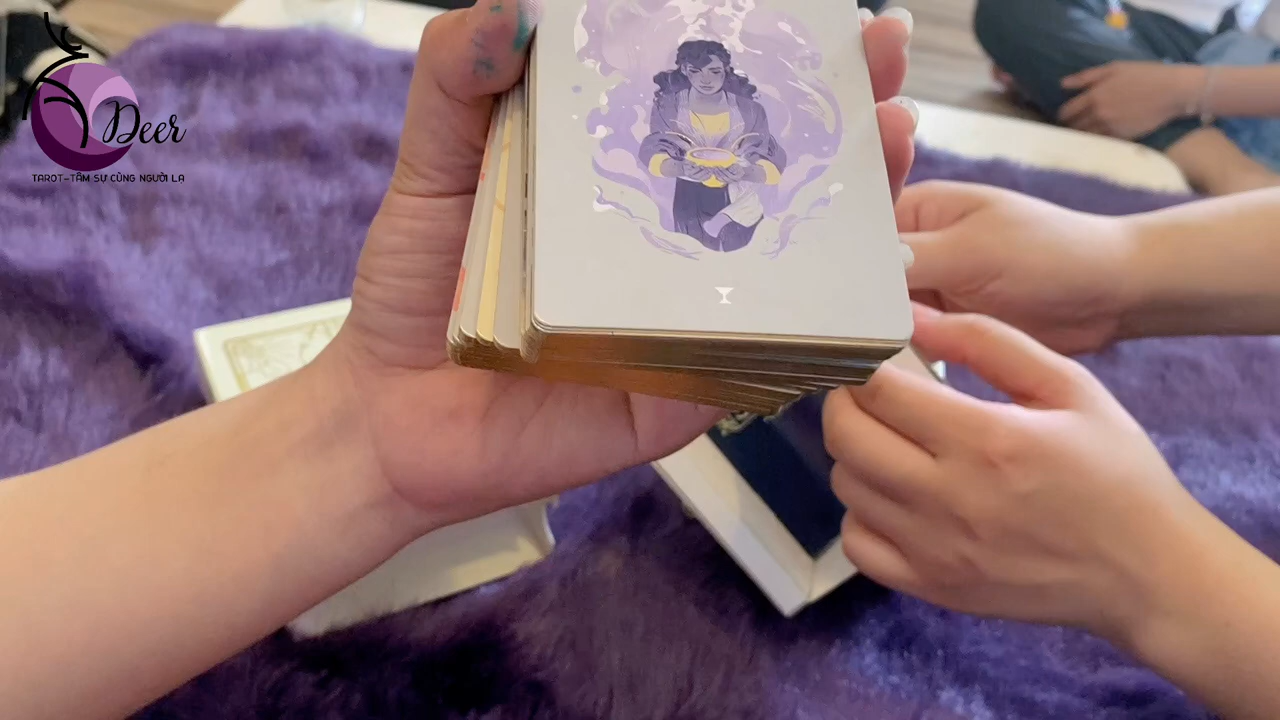 Deer
TAROT-TÂM SỰ CÙNG NGƯỜI LẠ